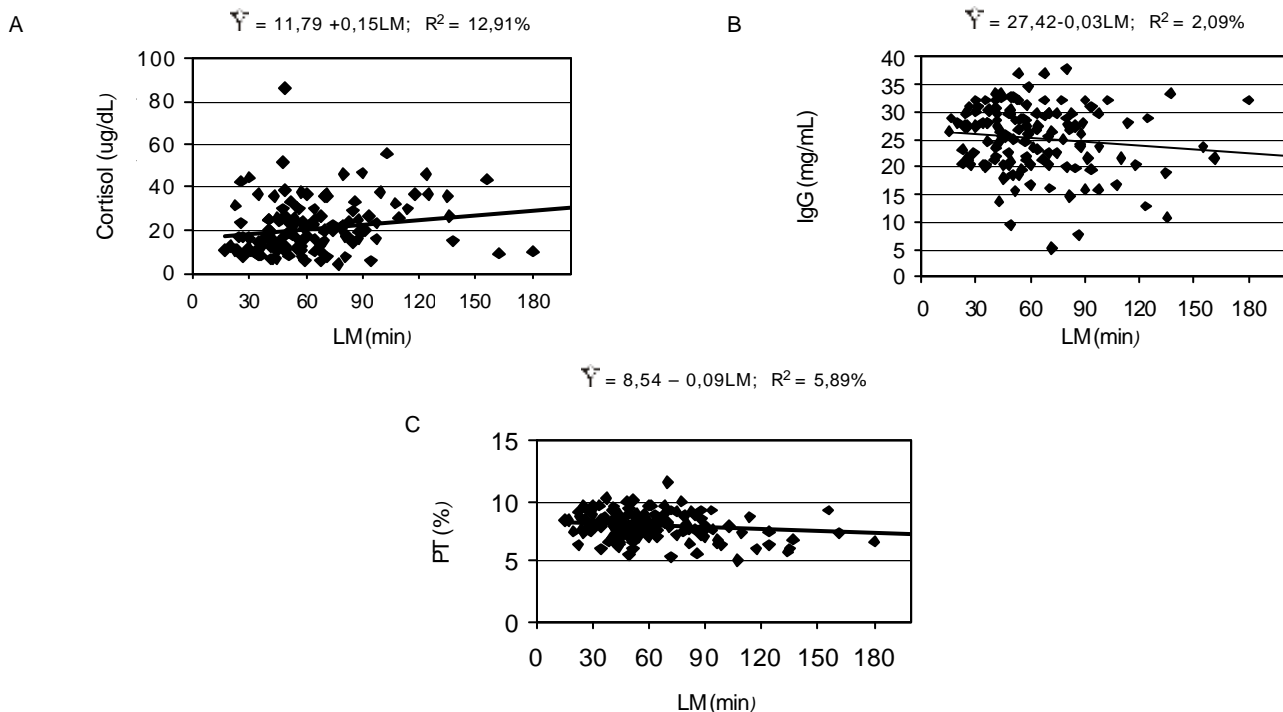 A
Ŷ = 11,79 +0,15LM; R² = 12,91%
Cortisol (ug/dL)
100
80
60
40
20
0
0 30 60 90 120 150 180
LM (min)
B
Ŷ = 27,42-0,03LM; R² = 2,09%
IgG (mg/mL)
40
35
30
25
20
15
10
5
0
0 30 60 90 120 150 180
LM (min)
C
Ŷ = 8,54 – 0,09LM; R² = 5,89%
PT (%)
15
10
5
0
0 30 60 90 120 150 180
LM (min)